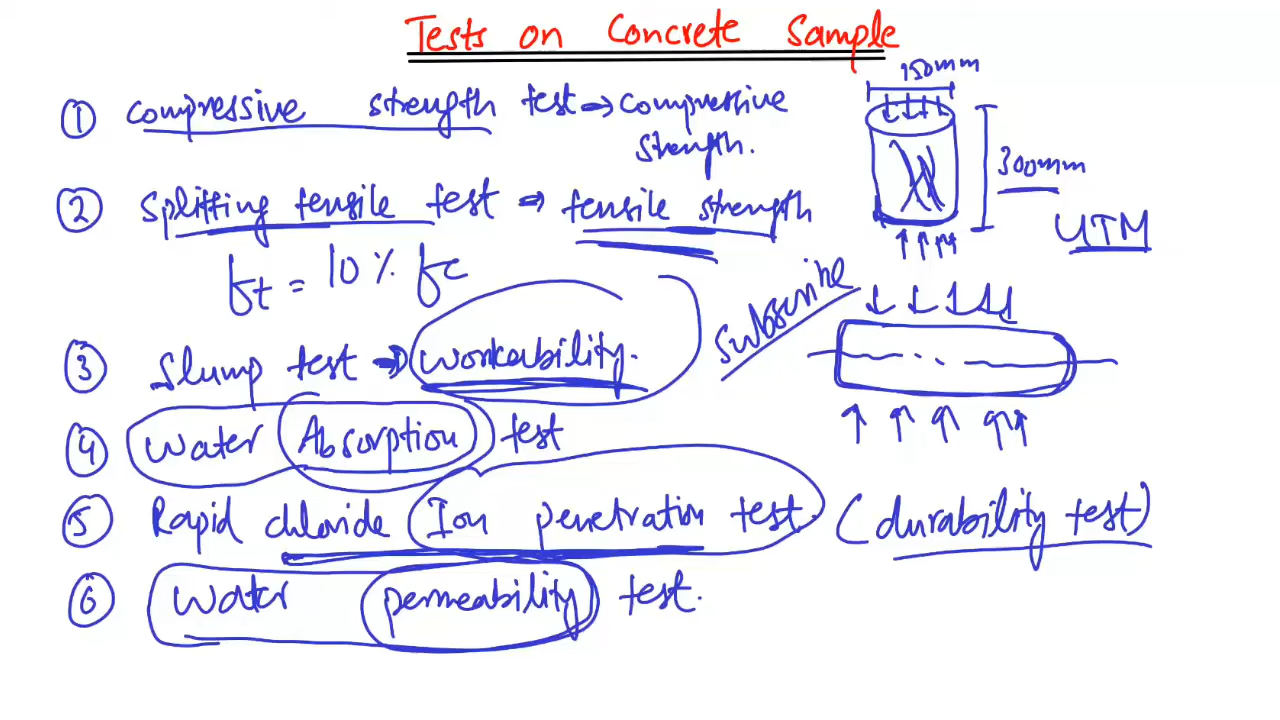 Tests on Concrete Sample
① compressive strength test → compressive
strength.
② Splitting tensile test ⇒ tensile strength
ft = 10 % fc
③ Slump test → workability.
④ Water Absorption test
⑤ Rapid chloride Ion penetration test (durability test)
⑥ Water permeability test.
150mm
300mm
UTM
Subscribe